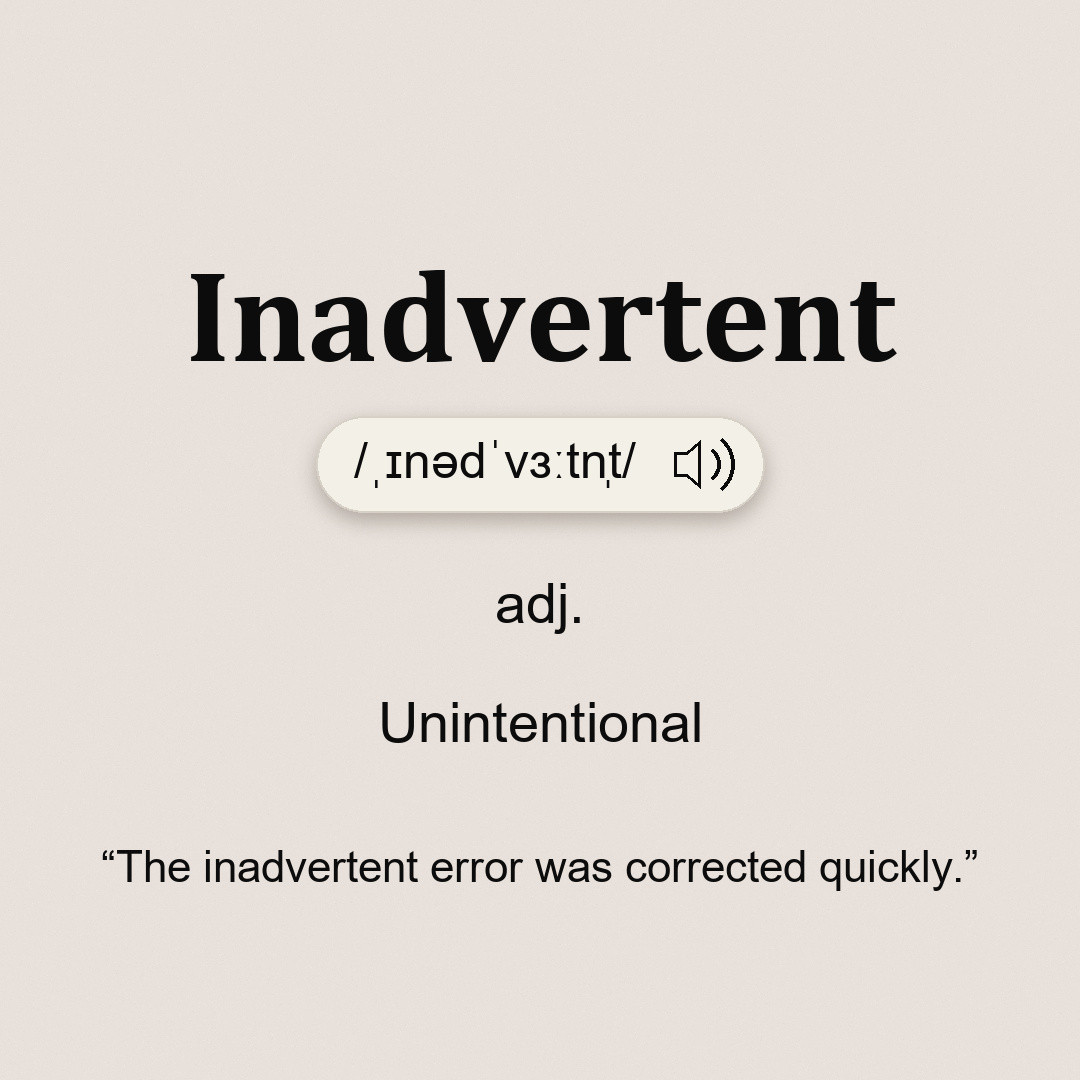 Inadvertent
/ˌɪnədˈvɜːtn̩t/
adj.
Unintentional
“The inadvertent error was corrected quickly.”